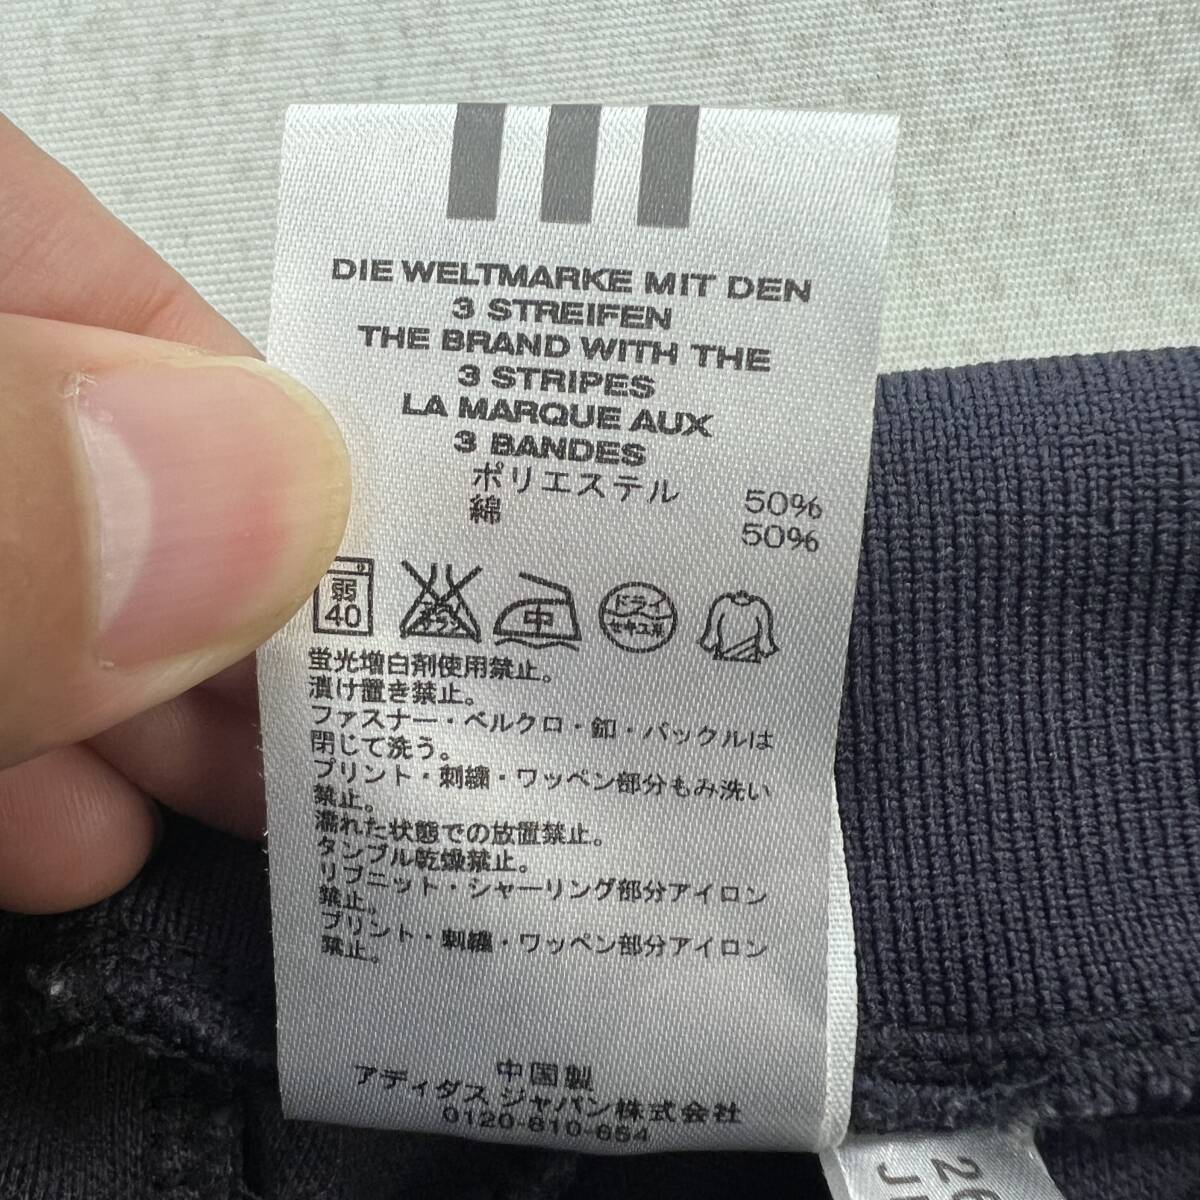 DIE WELTMARKE MIT DEN
3 STREIFEN
THE BRAND WITH THE
3 STRIPES
LA MARQUE AUX
3 BANDES
ポリエステル 50%
綿 50%
弱
40
エンソ
サラシ
中
ドライ
セキユ系
蛍光増白剤使用禁止。
漬け置き禁止。
ファスナー・ベルクロ・釦・バックルは
閉じて洗う。
プリント・刺繍・ワッペン部分もみ洗い
禁止。
濡れた状態での放置禁止。
タンブル乾燥禁止。
リブニット・シャーリング部分アイロン
禁止。
プリント・刺繍・ワッペン部分アイロン
禁止。
中国製
アディダス ジャパン株式会社
0120-810-654